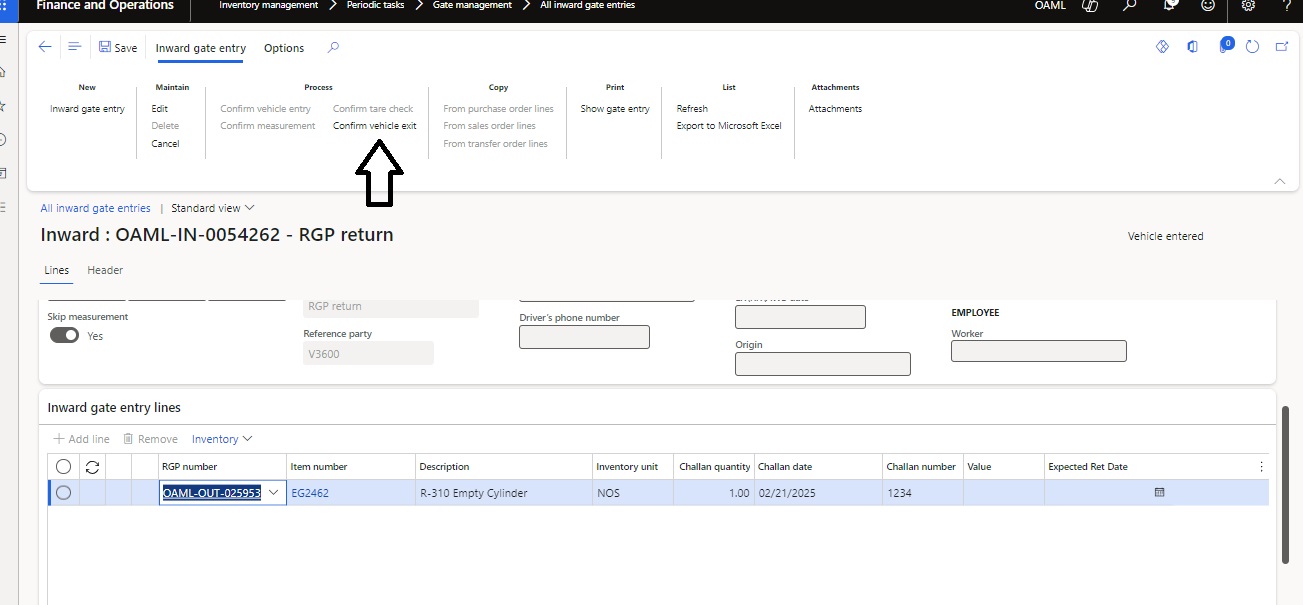 Finance and Operations
Inventory management > Periodic tasks > Gate management > All inward gate entries
OAML
Save
Inward gate entry
Options
0
New
Maintain
Process
Copy
Print
List
Attachments
Inward gate entry
Edit
Confirm vehicle entry
Confirm tare check
From purchase order lines
Show gate entry
Refresh
Attachments
Delete
Confirm measurement
Confirm vehicle exit
From sales order lines
Export to Microsoft Excel
Cancel
From transfer order lines
All inward gate entries | Standard view
Inward : OAML-IN-0054262 - RGP return
Vehicle entered
Lines
Header
RGP return
Skip measurement
Yes
Reference party
V3600
Driver's phone number
Origin
EMPLOYEE
Worker
Inward gate entry lines
Add line
Remove
Inventory
RGP number Item number Description Inventory unit Challan quantity Challan date Challan number Value Expected Ret Date
OAML-OUT-025953 EG2462 R-310 Empty Cylinder NOS 1.00 02/21/2025 1234